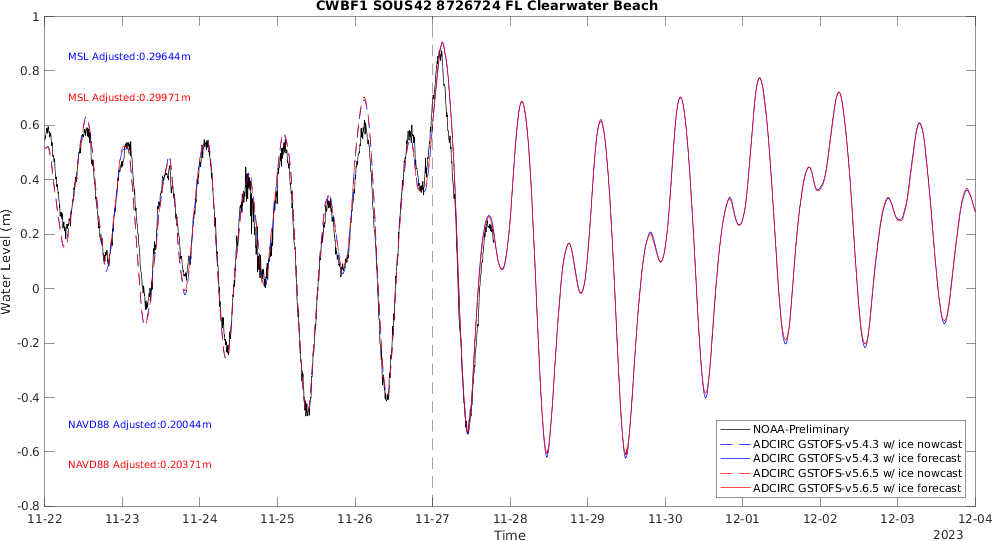 CWBF1 SOUS42 8726724 FL Clearwater Beach
1
0.8
0.6
0.4
0.2
0
-0.2
-0.4
-0.6
-0.8
Water Level (m)
MSL Adjusted:0.29644m
MSL Adjusted:0.29971m
NAVD88 Adjusted:0.20044m
NAVD88 Adjusted:0.20371m
NOAA-Preliminary
ADCIRC GSTOFS-v5.4.3 w/ ice nowcast
ADCIRC GSTOFS-v5.4.3 w/ ice forecast
ADCIRC GSTOFS-v5.6.5 w/ ice nowcast
ADCIRC GSTOFS-v5.6.5 w/ ice forecast
11-22 11-23 11-24 11-25 11-26 11-27 11-28 11-29 11-30 12-01 12-02 12-03 12-04
Time
2023